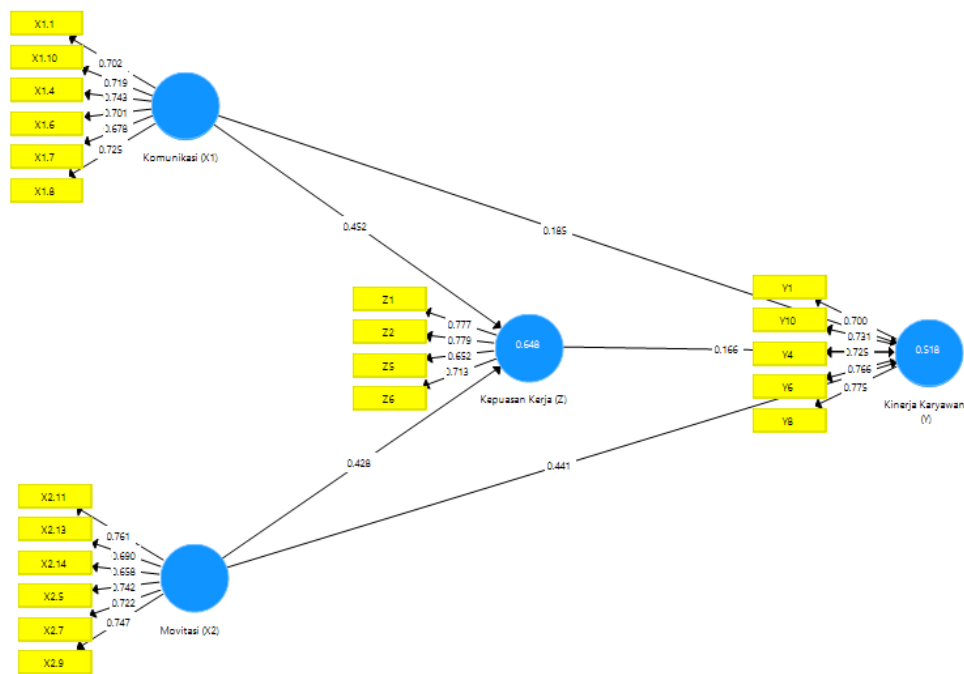 X1.1
X1.10
X1.4
X1.6
X1.7
X1.8
0.702
0.719
0.743
0.701
0.678
0.725
Komunikasi (X1)
0.452
0.185
Z1
Z2
Z5
Z6
0.777
0.779
0.652
0.713
0.648
Kepuasan Kerja (Z)
0.166
Y1
Y10
Y4
Y6
Y8
0.700
0.731
0.725
0.766
0.775
0.518
Kinerja Karyawan
(Y)
0.428
0.441
X2.11
X2.13
X2.14
X2.5
X2.7
X2.9
0.761
0.690
0.658
0.742
0.722
0.747
Movitasi (X2)